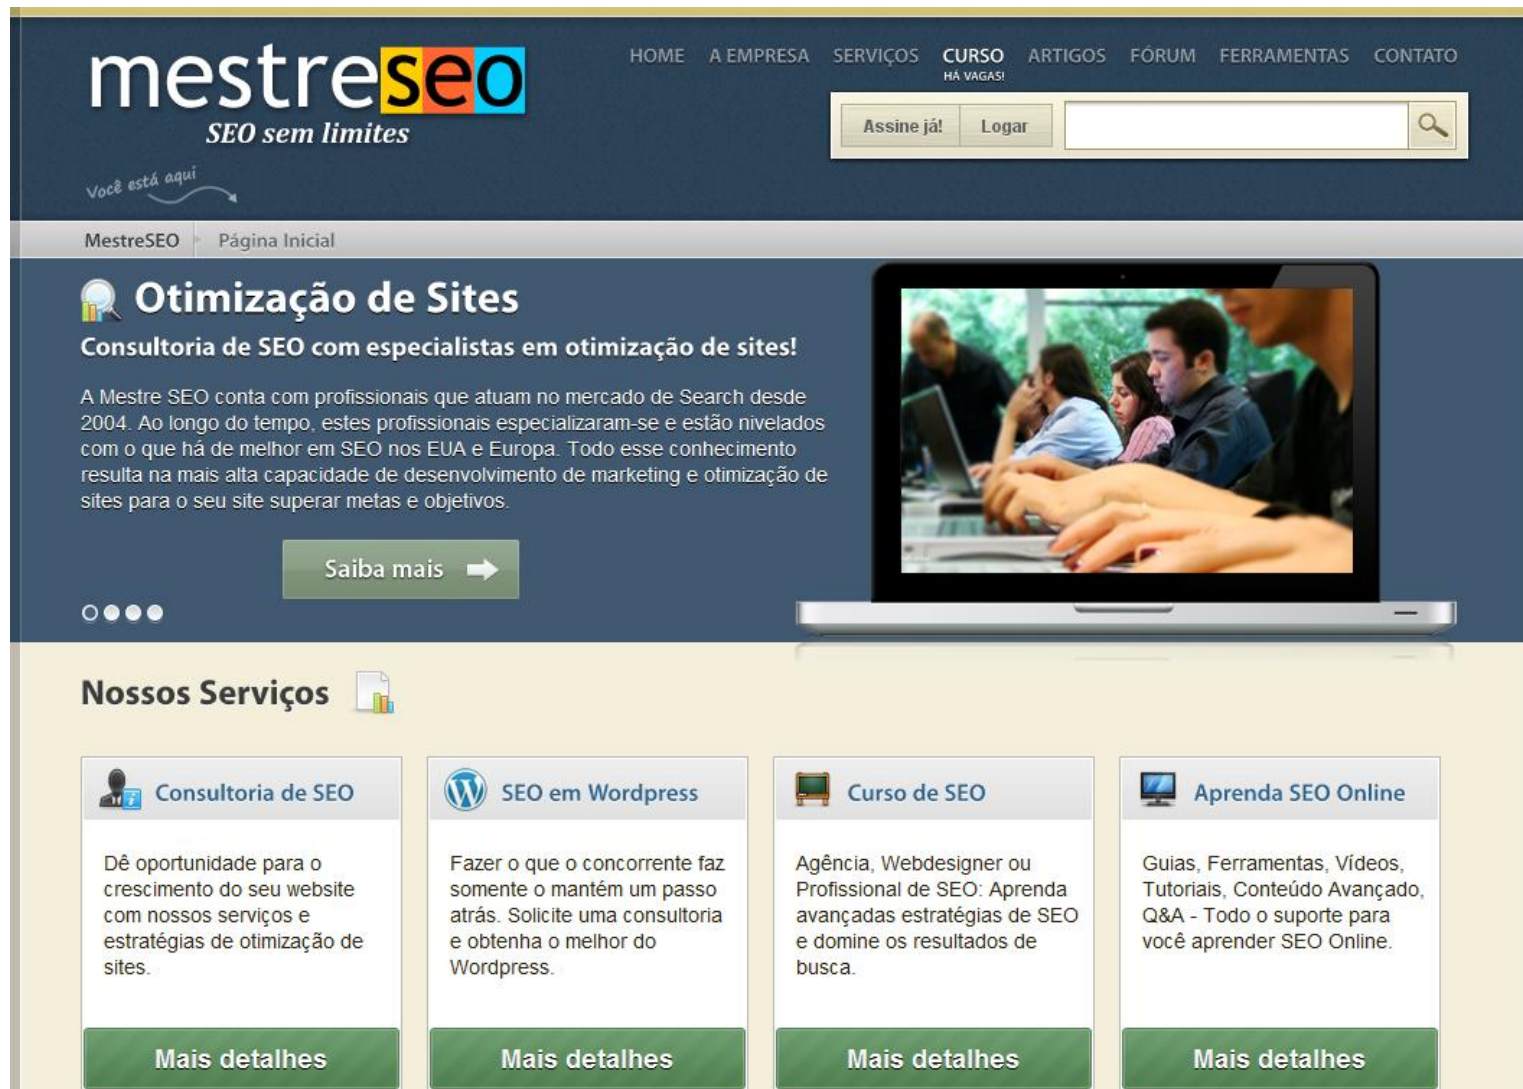 mestreseo
SEO sem limites
HOME A EMPRESA SERVIÇOS CURSO ARTIGOS FÓRUM FERRAMENTAS CONTATO
HÁ VAGAS!
Assine já! Logar
Você está aqui
MestreSEO Página Inicial
Otimização de Sites
Consultoria de SEO com especialistas em otimização de sites!
A Mestre SEO conta com profissionais que atuam no mercado de Search desde
2004. Ao longo do tempo, estes profissionais especializaram-se e estão nivelados
com o que há de melhor em SEO nos EUA e Europa. Todo esse conhecimento
resulta na mais alta capacidade de desenvolvimento de marketing e otimização de
sites para o seu site superar metas e objetivos.
Saiba mais
Nossos Serviços
Consultoria de SEO
Dê oportunidade para o
crescimento do seu website
com nossos serviços e
estratégias de otimização de
sites.
Mais detalhes
SEO em Wordpress
Fazer o que o concorrente faz
somente o mantém um passo
atrás. Solicite uma consultoria
e obtenha o melhor do
Wordpress.
Mais detalhes
Curso de SEO
Agência, Webdesigner ou
Profissional de SEO: Aprenda
avançadas estratégias de SEO
e domine os resultados de
busca.
Mais detalhes
Aprenda SEO Online
Guias, Ferramentas, Vídeos,
Tutoriais, Conteúdo Avançado,
Q&A - Todo o suporte para
você aprender SEO Online.
Mais detalhes